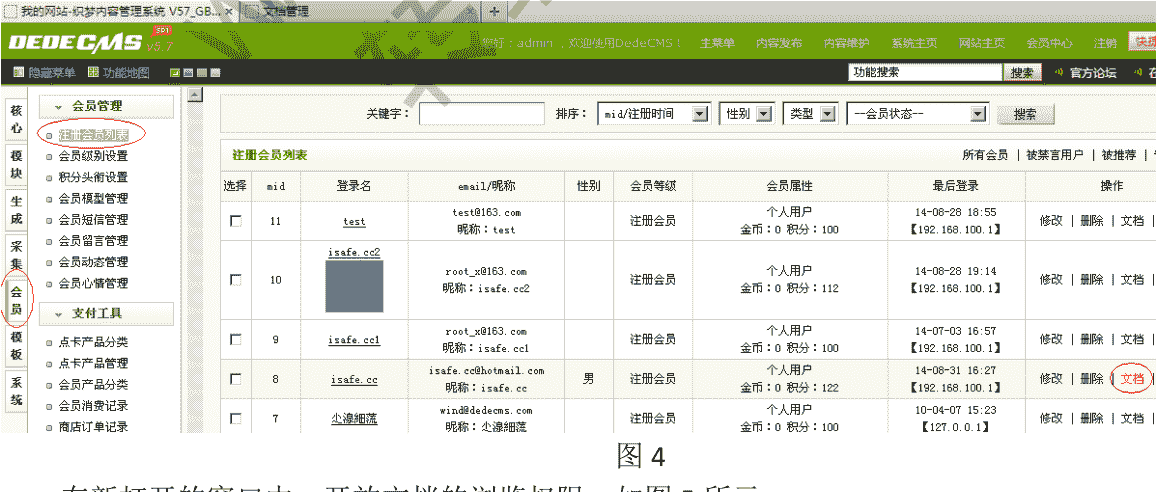 我的网站-织梦内容管理系统 V57_GB... × 文档管理 × +
DEDECMS V5.7 SP1
您好：admin ，欢迎使用DedeCMS！ 主菜单 内容发布 内容维护 系统主页 网站主页 会员中心 注销 快捷
隐藏菜单 功能地图 功能搜索 搜索 官方论坛
核心
模块
生成
采集
会员
模板
系统
会员管理
注册会员列表
会员级别设置
积分头衔设置
会员模型管理
会员短信管理
会员留言管理
会员动态管理
会员心情管理
支付工具
点卡产品分类
点卡产品管理
会员产品分类
会员消费记录
商店订单记录
关键字： 排序： mid/注册时间 性别 类型 --会员状态-- 搜索
注册会员列表 所有会员 | 被禁言用户 | 被推荐 |
选择 mid 登录名 email/昵称 性别 会员等级 会员属性 最后登录 操作
11 test test@163.com 昵称：test 注册会员 个人用户 金币：0 积分：100 14-08-28 18:55 【192.168.100.1】 修改 | 删除 | 文档 |
10 isafe.cc2 root_x@163.com 昵称：isafe.cc2 注册会员 个人用户 金币：0 积分：112 14-08-28 19:14 【192.168.100.1】 修改 | 删除 | 文档 |
9 isafe.cc1 root_x@163.com 昵称：isafe.cc1 注册会员 个人用户 金币：0 积分：100 14-07-03 16:57 【192.168.100.1】 修改 | 删除 | 文档 |
8 isafe.cc isafe.cc@hotmail.com 昵称：isafe.cc 男 注册会员 个人用户 金币：0 积分：122 14-08-31 16:27 【192.168.100.1】 修改 | 删除 | 文档 |
7 wind@dedecms.com 注册会员 个人用户 金币：0 积分：100 10-04-07 15:23 【127.0.0.1】 修改 | 删除 | 文档 |
图 4